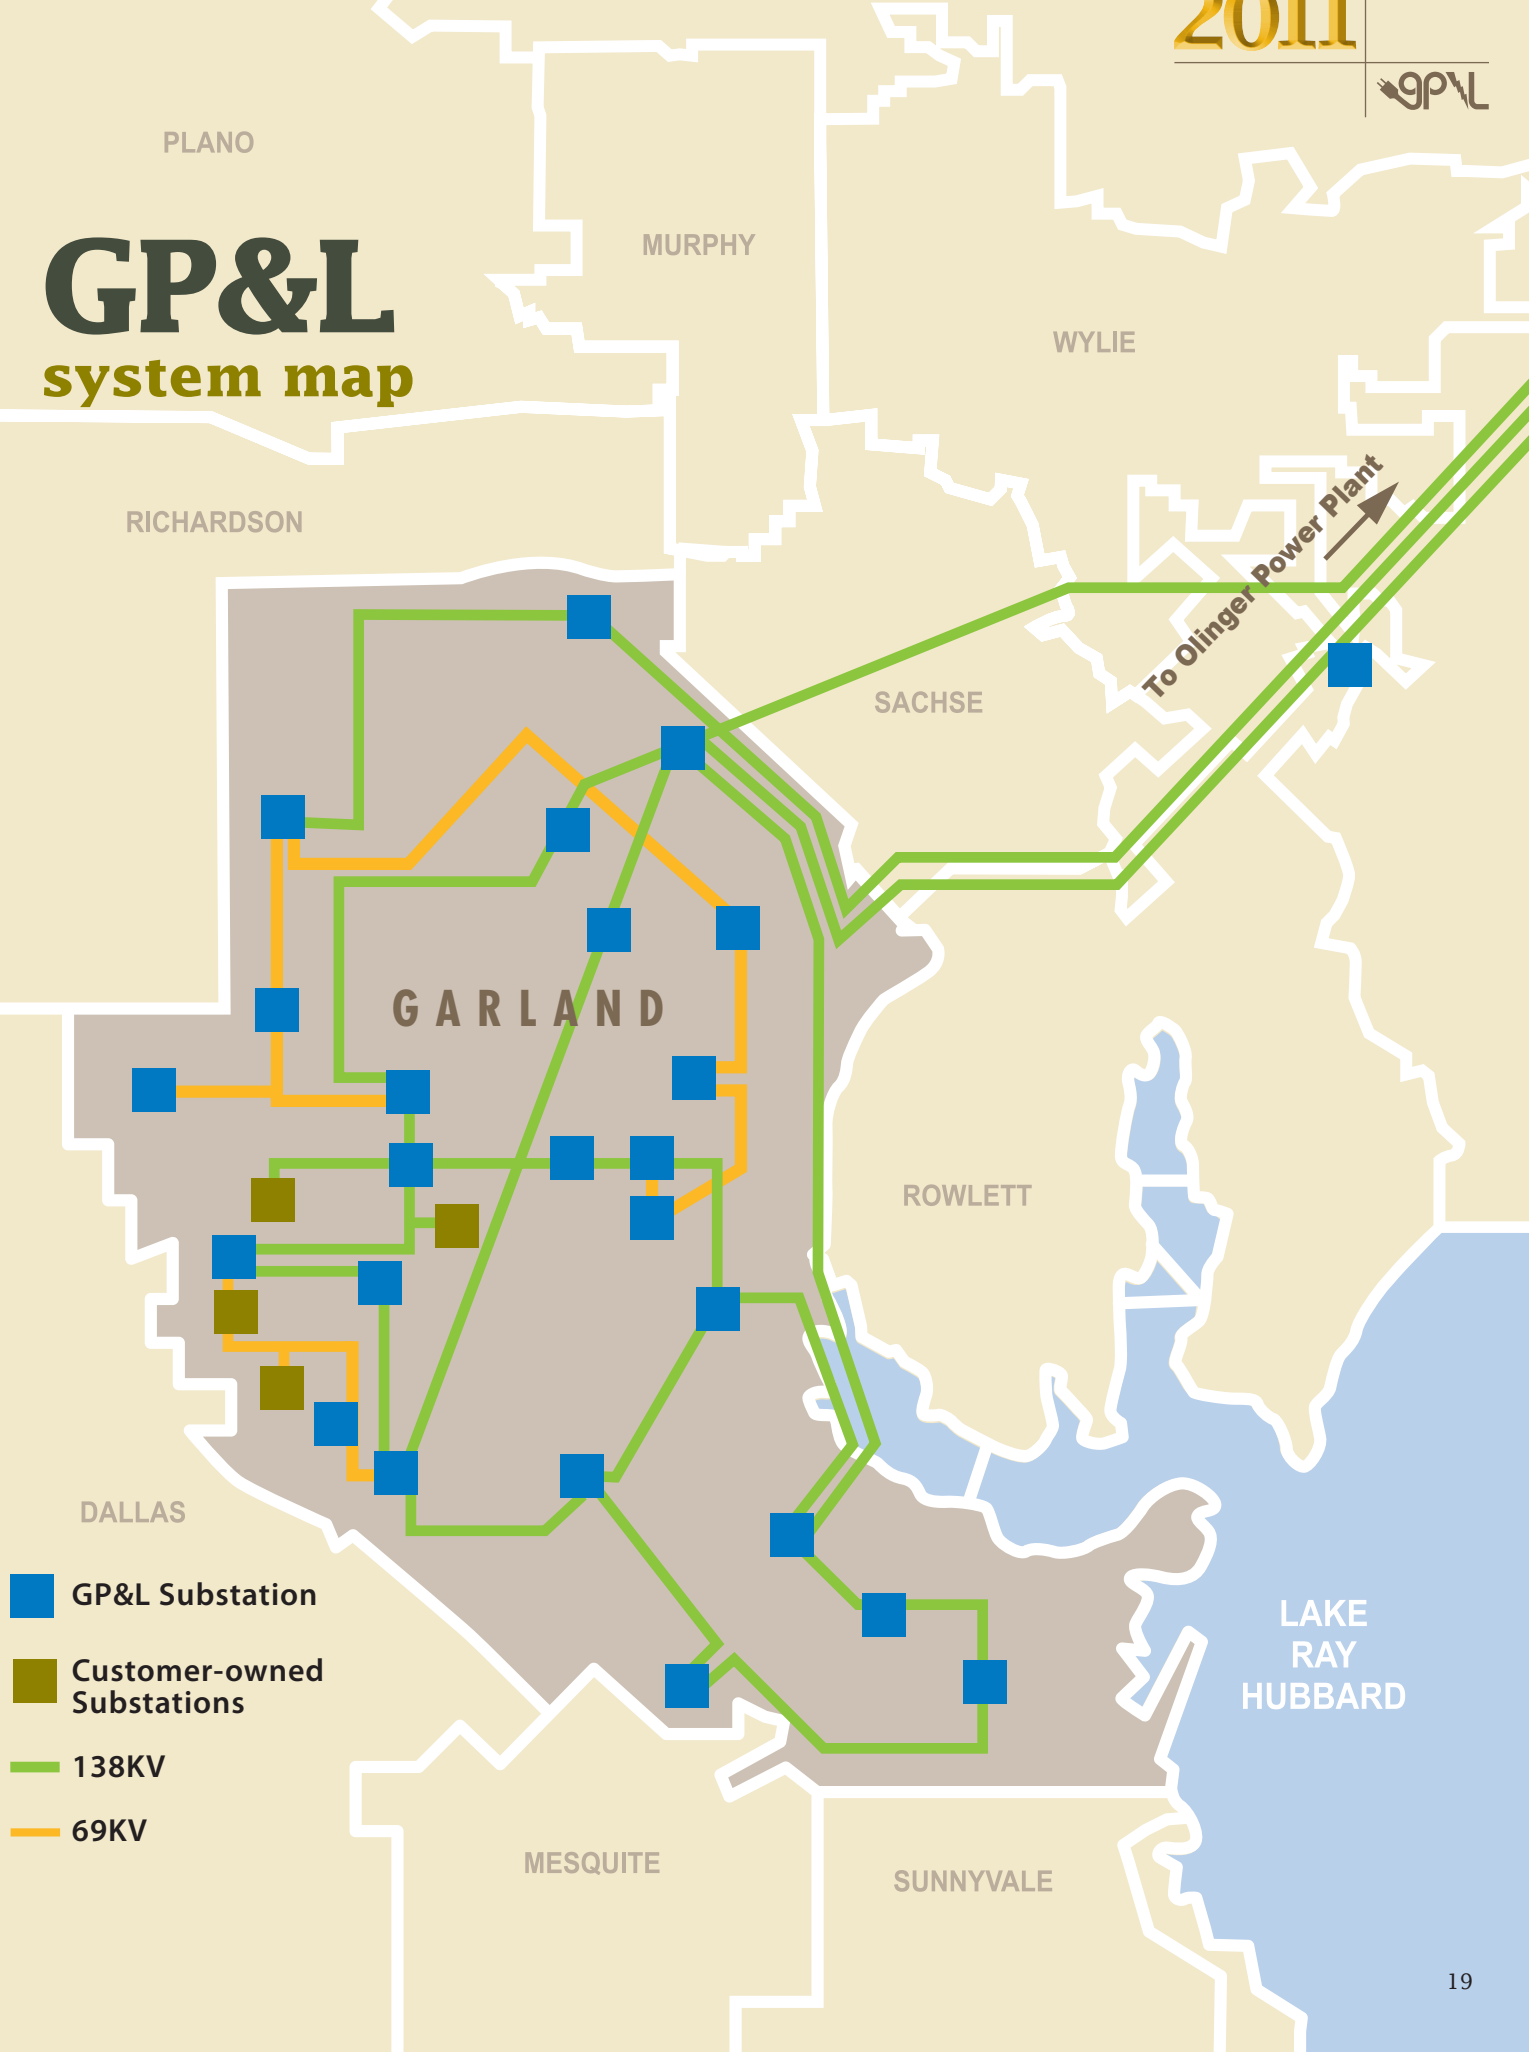 2011
gp&L
PLANO
MURPHY
GP&L
system map
WYLIE
RICHARDSON
To Olinger Power Plant
SACHSE
GARLAND
ROWLETT
DALLAS
GP&L Substation
Customer-owned
Substations
138KV
69KV
LAKE
RAY
HUBBARD
MESQUITE
SUNNYVALE
19